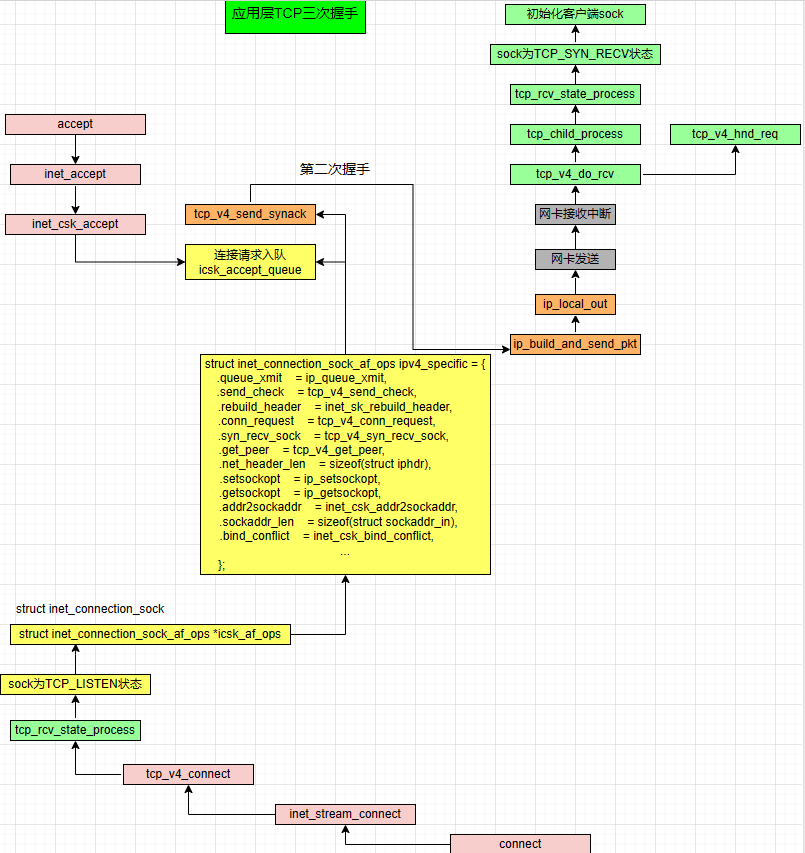 应用层TCP三次握手
初始化客户端sock
sock为TCP_SYN_RECV状态
tcp_rcv_state_process
tcp_child_process
tcp_v4_hnd_req
tcp_v4_do_rcv
网卡接收中断
网卡发送
ip_local_out
ip_build_and_send_pkt
accept
inet_accept
inet_csk_accept
第二次握手
tcp_v4_send_synack
连接请求入队
icsk_accept_queue
struct inet_connection_sock_af_ops ipv4_specific = {
.queue_xmit = ip_queue_xmit,
.send_check = tcp_v4_send_check,
.rebuild_header = inet_sk_rebuild_header,
.conn_request = tcp_v4_conn_request,
.syn_recv_sock = tcp_v4_syn_recv_sock,
.get_peer = tcp_v4_get_peer,
.net_header_len = sizeof(struct iphdr),
.setsockopt = ip_setsockopt,
.getsockopt = ip_getsockopt,
.addr2sockaddr = inet_csk_addr2sockaddr,
.sockaddr_len = sizeof(struct sockaddr_in),
.bind_conflict = inet_csk_bind_conflict,
...
};
struct inet_connection_sock
struct inet_connection_sock_af_ops *icsk_af_ops
sock为TCP_LISTEN状态
tcp_rcv_state_process
tcp_v4_connect
inet_stream_connect
connect